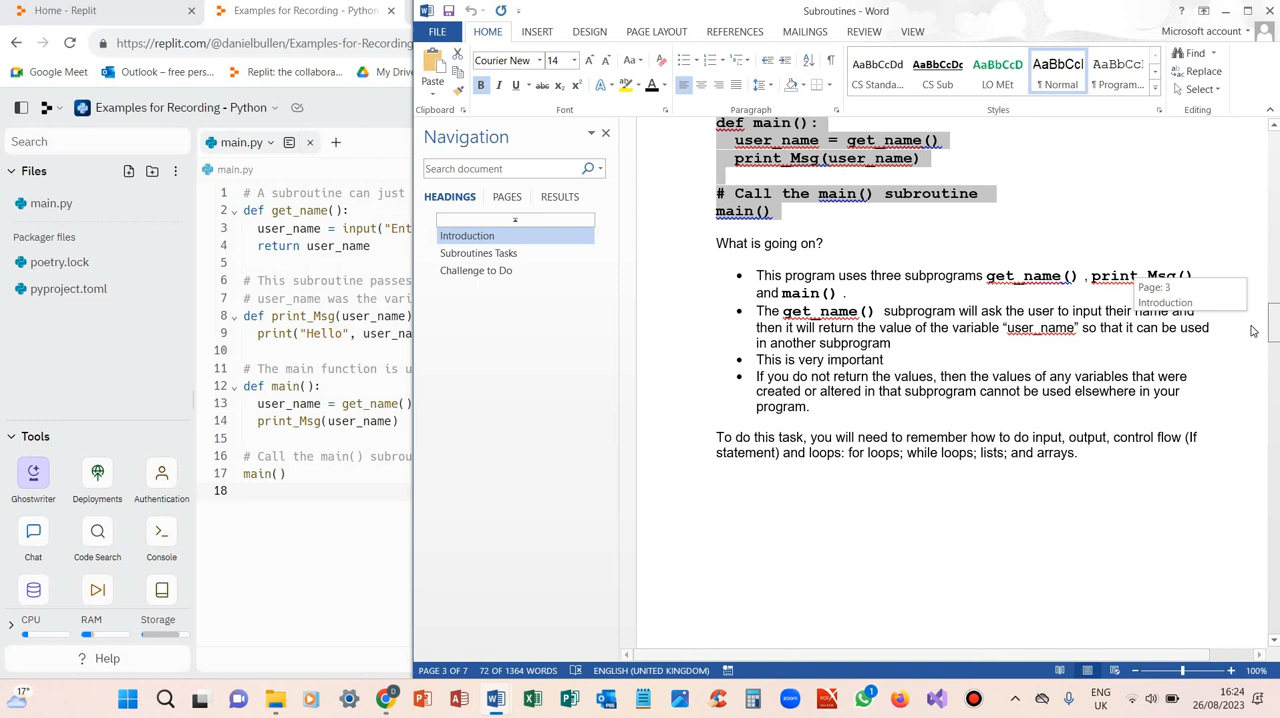 Home - Replit
Examples for Recording - Python
https://replit.com/@danielbullen/Examples-for-Recording
Google Meet
Outlook – free pers...
Replit: the collabora...
My Driv
Examples for Recording - Python
Search
Files
main.py
Packager files
poetry.lock
pyproject.toml
Tools
Ghostwriter
Deployments
Authentication
Chat
Code Search
Console
CPU
RAM
Storage
? Help
main.py
main.py
1 # A subroutine can just
2 def get_name():
3 user_name = input("Ent
4 return user_name
5
6 # This subroutine passes
7 # user_name was the vari
8 def print_Msg(user_name)
9 print("Hello", user_na
10
11 # The main function is u
12 def main():
13 user_name = get_name()
14 print_Msg(user_name)
15
16 # Call the main() subrou
17 main()
18
Subroutines - Word
FILE
HOME
INSERT
DESIGN
PAGE LAYOUT
REFERENCES
MAILINGS
REVIEW
VIEW
Microsoft account
Paste
Courier New
14
Clipboard
Font
Paragraph
AaBbCcDd
CS Standa...
AaBbCcDc
CS Sub
AaBbCcD
LO MEt
AaBbCcI
¶ Normal
AaBbCc
¶ Program...
Styles
Find
Replace
Select
Editing
Navigation
Search document
HEADINGS
PAGES
RESULTS
Introduction
Subroutines Tasks
Challenge to Do
def main():
user_name = get_name()
print_Msg(user_name)
# Call the main() subroutine
main()
What is going on?
• This program uses three subprograms get_name() , print_Msg()
and main() .
• The get_name() subprogram will ask the user to input their name and
then it will return the value of the variable “user_name” so that it can be used
in another subprogram
• This is very important
• If you do not return the values, then the values of any variables that were
created or altered in that subprogram cannot be used elsewhere in your
program.
To do this task, you will need to remember how to do input, output, control flow (If
statement) and loops: for loops; while loops; lists; and arrays.
Page: 3
Introduction
PAGE 3 OF 7
72 OF 1364 WORDS
ENGLISH (UNITED KINGDOM)
100%
17°
ENG
UK
16:24
26/08/2023